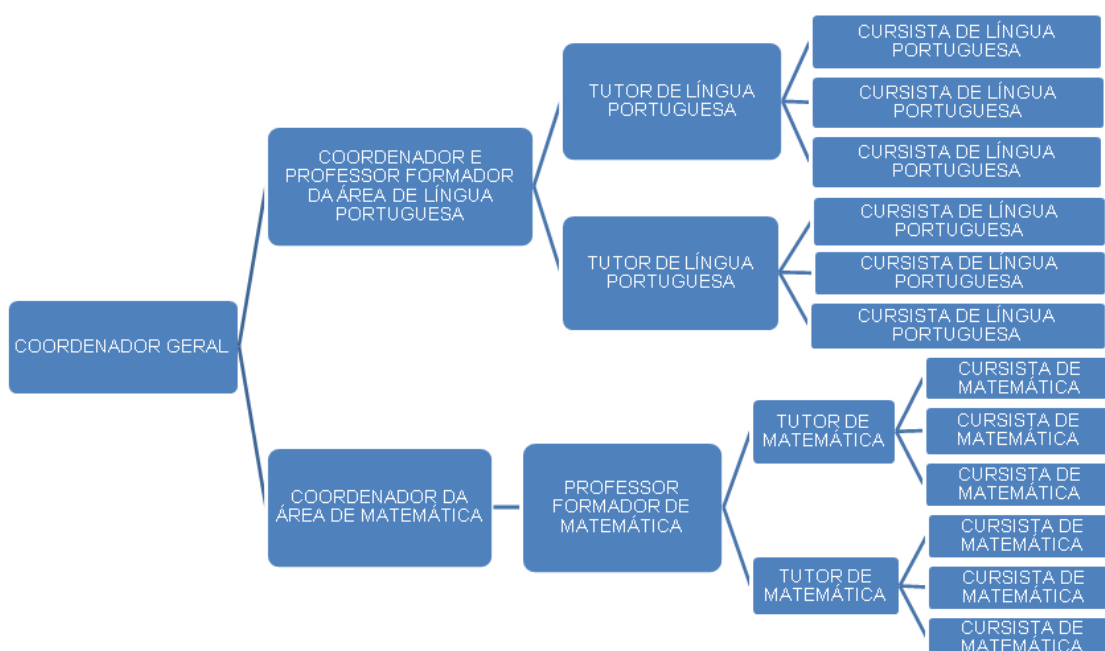 COORDENADOR GERAL
COORDENADOR E
PROFESSOR FORMADOR
DA ÁREA DE LÍNGUA
PORTUGUESA
TUTOR DE LÍNGUA
PORTUGUESA
CURSISTA DE LÍNGUA
PORTUGUESA
CURSISTA DE LÍNGUA
PORTUGUESA
CURSISTA DE LÍNGUA
PORTUGUESA
TUTOR DE LÍNGUA
PORTUGUESA
CURSISTA DE LÍNGUA
PORTUGUESA
CURSISTA DE LÍNGUA
PORTUGUESA
CURSISTA DE LÍNGUA
PORTUGUESA
COORDENADOR DA
ÁREA DE MATEMÁTICA
PROFESSOR
FORMADOR DE
MATEMÁTICA
TUTOR DE
MATEMÁTICA
CURSISTA DE
MATEMÁTICA
CURSISTA DE
MATEMÁTICA
CURSISTA DE
MATEMÁTICA
TUTOR DE
MATEMÁTICA
CURSISTA DE
MATEMÁTICA
CURSISTA DE
MATEMÁTICA
CURSISTA DE
MATEMÁTICA